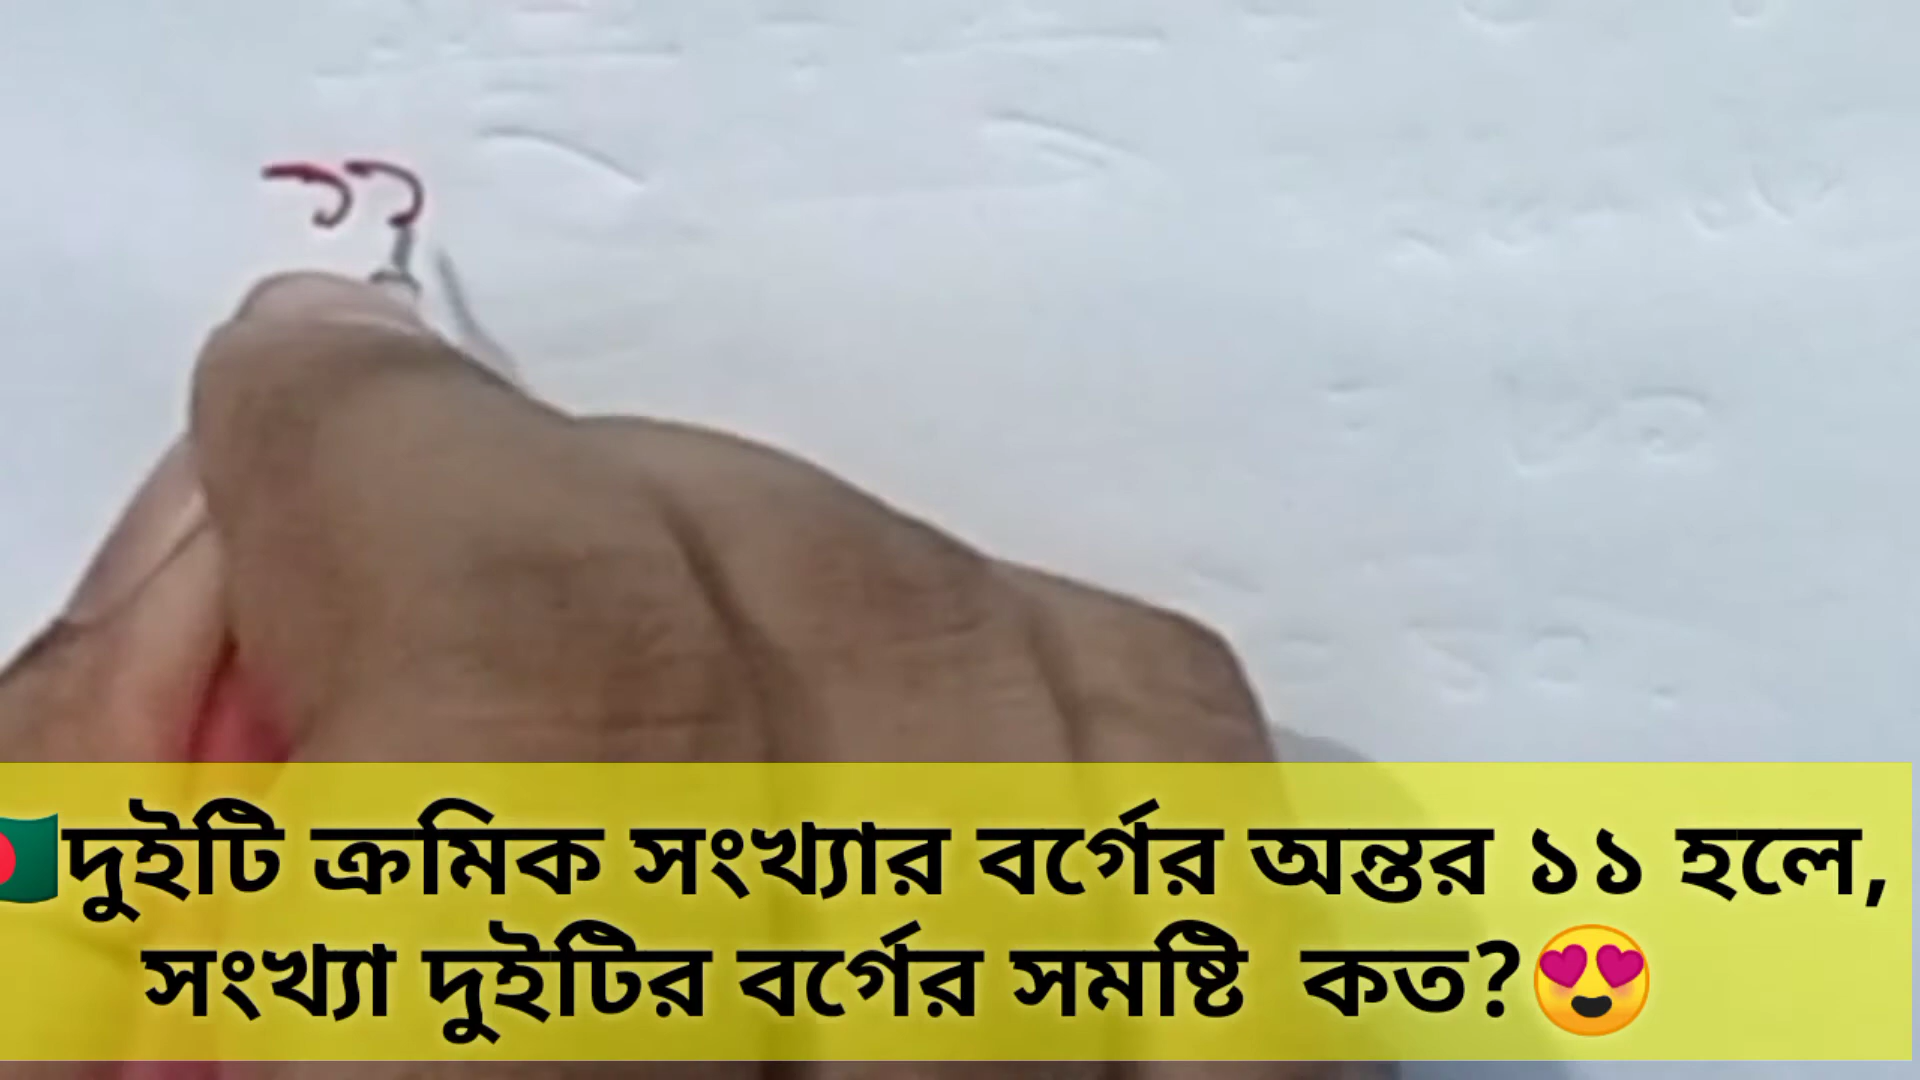 দুইটি ক্রমিক সংখ্যার বর্গের অন্তর ১১ হলে,
সংখ্যা দুইটির বর্গের সমষ্টি কত?